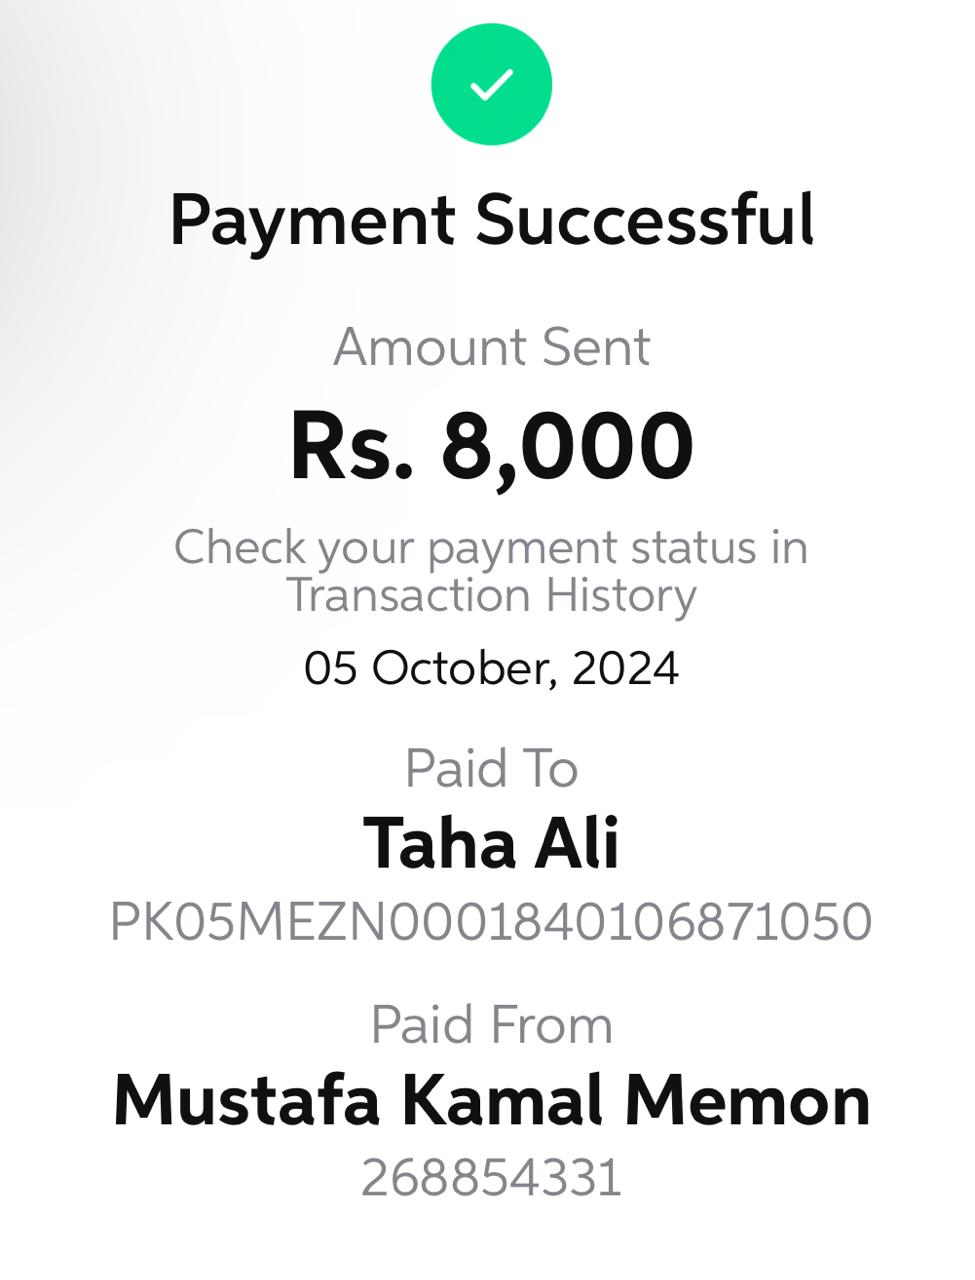 Payment Successful
Amount Sent
Rs. 8,000
Check your payment status in
Transaction History
05 October, 2024
Paid To
Taha Ali
PK05MEZN0001840106871050
Paid From
Mustafa Kamal Memon
268854331